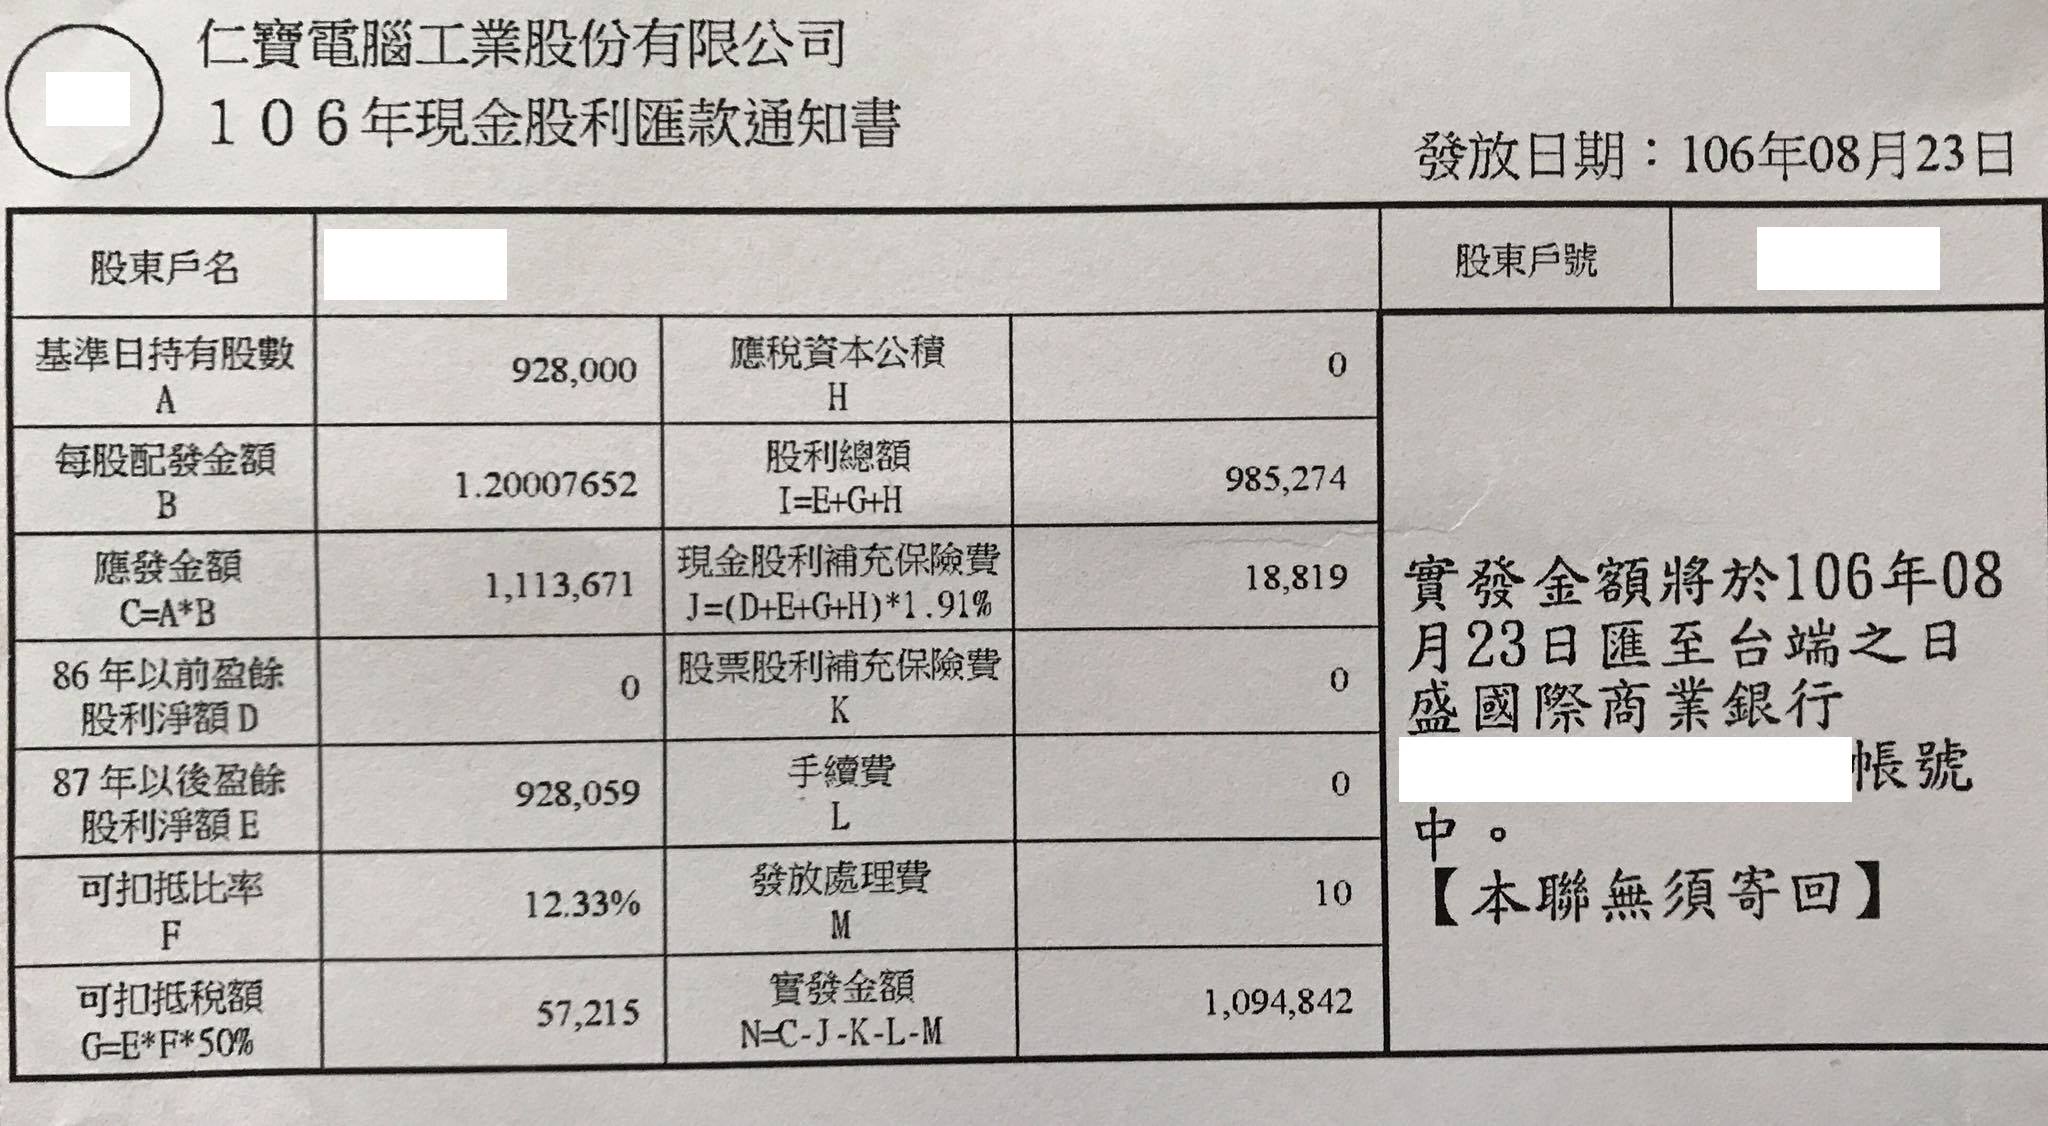 仁寶電腦工業股份有限公司
106年現金股利匯款通知書
發放日期：106年08月23日
股東戶名
股東戶號
基準日持有股數
A
928,000
應稅資本公積
H
0
每股配發金額
B
1.20007652
股利總額
I=E+G+H
985,274
應發金額
C=A*B
1,113,671
現金股利補充保險費
J=(D+E+G+H)*1.91%
18,819
86年以前盈餘
股利淨額D
0
股票股利補充保險費
K
0
87年以後盈餘
股利淨額E
928,059
手續費
L
0
可扣抵比率
F
12.33%
發放處理費
M
10
可扣抵稅額
G=E*F*50%
57,215
實發金額
N=C-J-K-L-M
1,094,842
實發金額將於106年08
月23日匯至台端之日
盛國際商業銀行
帳號
中。
【本聯無須寄回】